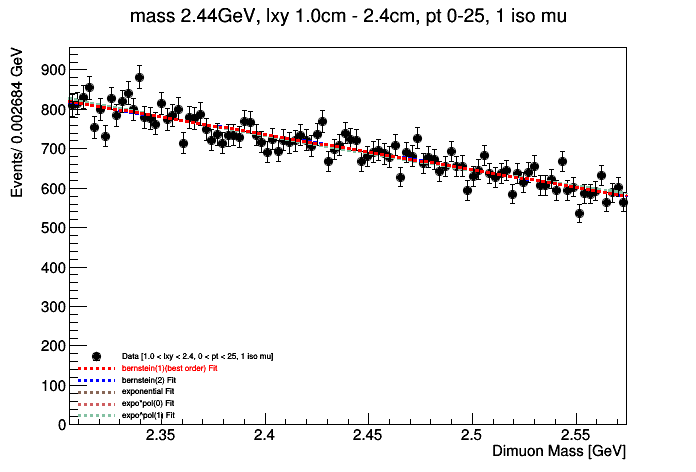 mass 2.44GeV, lxy 1.0cm - 2.4cm, pt 0-25, 1 iso mu
Events/ 0.002684 GeV
900
800
700
600
500
400
300
200
100
0
Data [1.0 < lxy < 2.4, 0 < pt < 25, 1 iso mu]
bernstein(1)(best order) Fit
bernstein(2) Fit
exponential Fit
expo*pol(0) Fit
expo*pol(1) Fit
2.35
2.4
2.45
2.5
2.55
Dimuon Mass [GeV]